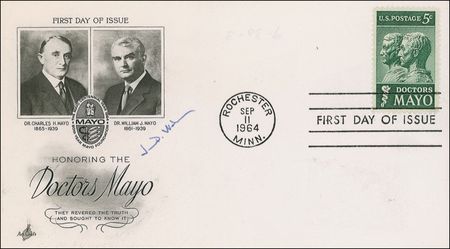 FIRST DAY OF ISSUE
DR. CHARLES H. MAYO
1865-1939
DR. WILLIAM J. MAYO
1861-1939
MAYO
HONORING THE
Doctors Mayo
THEY REVERED THE TRUTH
AND SOUGHT TO KNOW IT
ROCHESTER
SEP
11
1964
MINN.
U.S. POSTAGE 5¢
DOCTORS
MAYO
FIRST DAY OF ISSUE